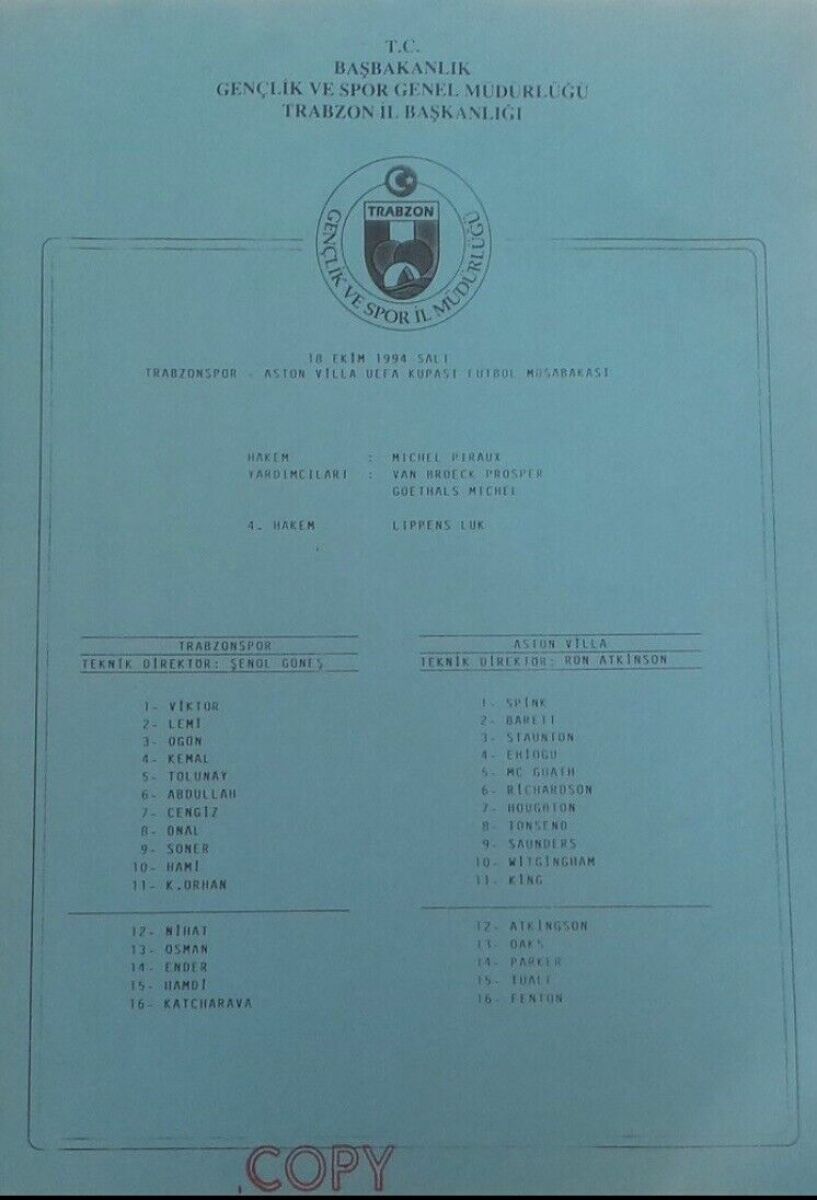 T.C.
BAŞBAKANLIK
GENÇLİK VE SPOR GENEL MÜDÜRLÜĞÜ
TRABZON İL BAŞKANLIĞI
TRABZON
GENÇLİK VE SPOR İL MÜDÜRLÜĞÜ
18 EKİM 1994 SALI
TRABZONSPOR - ASTON VİLLA UEFA KUPASI FUTBOL MÜSABAKASI
HAKEM : MICHEL PIRAUX
YARDIMCILARI : VAN BROECK PROSPER
GOETHALS MICHEL
4. HAKEM LIPPENS LUK
TRABZONSPOR
TEKNİK DİREKTÖR: ŞENOL GÜNEŞ
1- VİKTOR
2- LEMİ
3- OGÜN
4- KEMAL
5- TOLUNAY
6- ABDULLAH
7- CENGİZ
8- ÜNAL
9- SONER
10- HAMİ
11- K.ORHAN
12- NİHAT
13- OSMAN
14- ENDER
15- HAMDİ
16- KATCHARAVA
ASTON VİLLA
TEKNİK DİREKTÖR: RON ATKİNSON
1- SPİNK
2- BARETT
3- STAUNTON
4- EHİOGU
5- MC GRATH
6- RİCHARDSON
7- HOUGHTON
8- TONSEND
9- SAUNDERS
10- WİTGİNGHAM
11- KİNG
12- ATKİNGSON
13- OAKS
14- PARKER
15-
16- FENTON
COPY